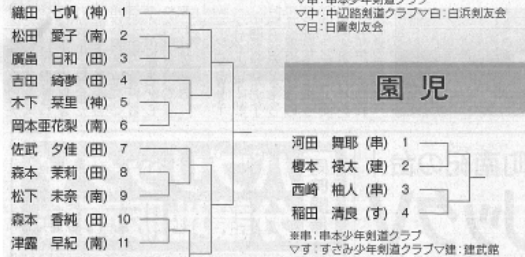 織田 七帆 (神) 1
松田 愛子 (南) 2
廣畠 日和 (田) 3
吉田 綺夢 (田) 4
木下 栞里 (神) 5
岡本亜花梨 (南) 6
佐武 夕佳 (田) 7
森本 茉莉 (田) 8
松下 未奈 (南) 9
森本 香純 (田) 10
津露 早紀 (南) 11
▽中:中辺路剣道クラブ▽白:白浜剣友会
▽日:日置剣友会
園児
河田 舞耶 (串) 1
榎本 禄太 (建) 2
西崎 柚人 (串) 3
稲田 清良 (す) 4
※串:串本少年剣道クラブ
▽す:すさみ少年剣道クラブ▽建:建武館